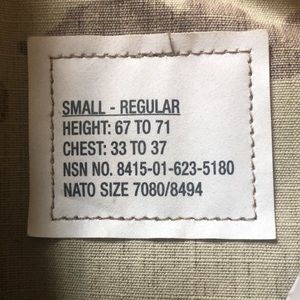 SMALL - REGULAR
HEIGHT: 67 TO 71
CHEST: 33 TO 37
NSN NO. 8415-01-623-5180
NATO SIZE 7080/8494